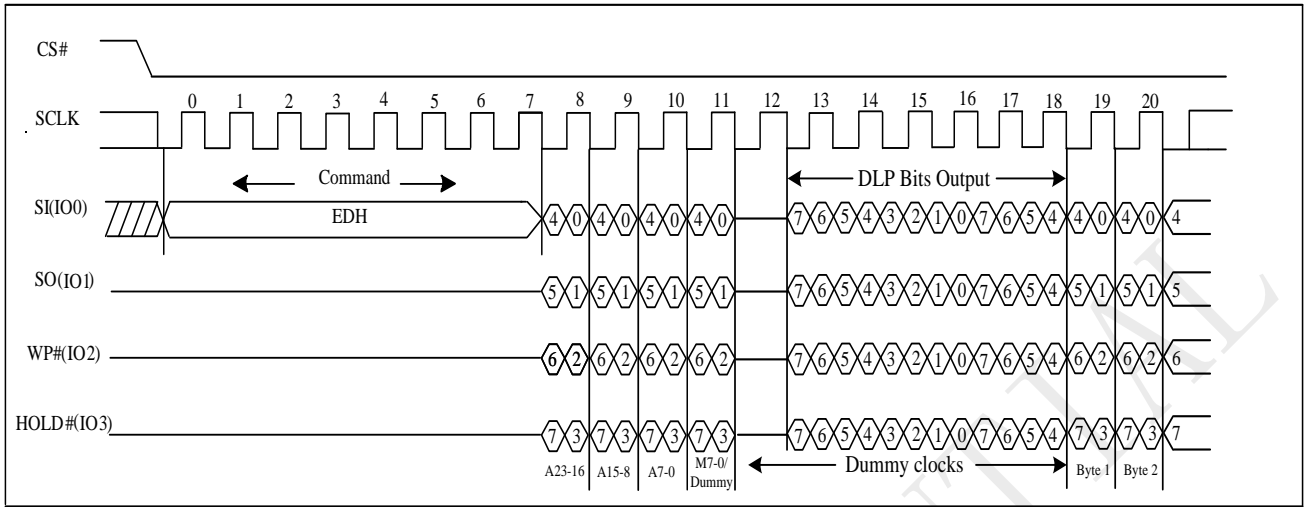 CS#
SCLK
0 1 2 3 4 5 6 7 8 9 10 11 12 13 14 15 16 17 18 19 20
Command
DLP Bits Output
SI(IO0)
EDH
4 0 4 0 4 0 4 0 7 6 5 4 3 2 1 0 7 6 5 4 4 0 4 0 4
SO(IO1)
5 1 5 1 5 1 5 1 7 6 5 4 3 2 1 0 7 6 5 4 5 1 5 1 5
WP#(IO2)
6 2 6 2 6 2 6 2 7 6 5 4 3 2 1 0 7 6 5 4 6 2 6 2 6
HOLD#(IO3)
7 3 7 3 7 3 7 3 7 6 5 4 3 2 1 0 7 6 5 4 7 3 7 3 7
A23-16 A15-8 A7-0 M7-0/ Dummy clocks Byte 1 Byte 2
Dummy